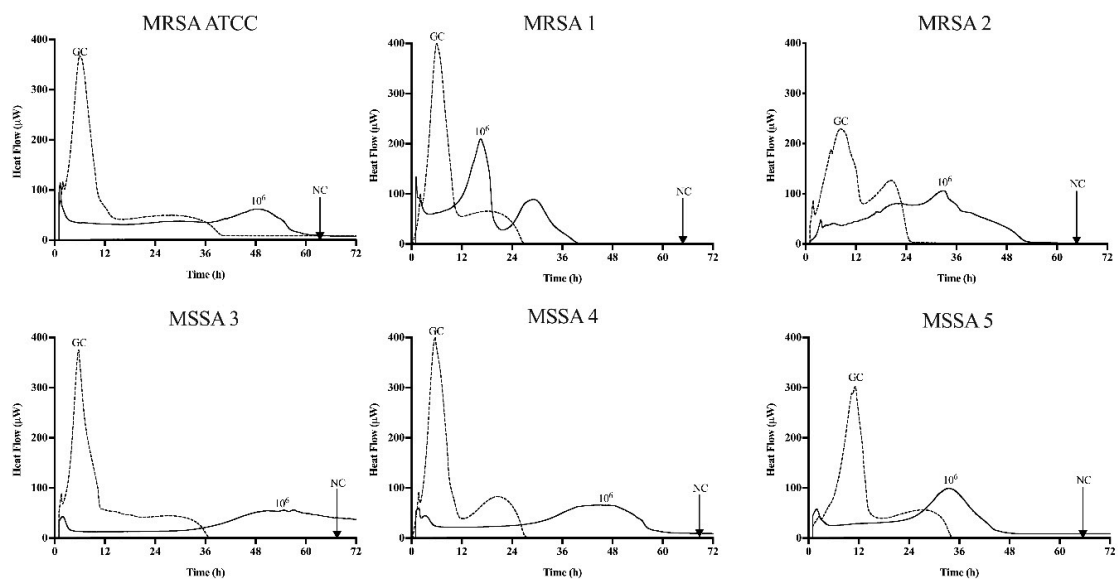 MRSA ATCC
400
300
200
100
0
Heat Flow (µW)
GC
10⁶
NC
0 12 24 36 48 60 72
Time (h)
MRSA 1
400
300
200
100
0
Heat Flow (µW)
GC
10⁶
NC
0 12 24 36 48 60 72
Time (h)
MRSA 2
400
300
200
100
0
Heat Flow (µW)
GC
10⁶
NC
0 12 24 36 48 60 72
Time (h)
MSSA 3
400
300
200
100
0
Heat Flow (µW)
GC
10⁶
NC
0 12 24 36 48 60 72
Time (h)
MSSA 4
400
300
200
100
0
Heat Flow (µW)
GC
10⁶
NC
0 12 24 36 48 60 72
Time (h)
MSSA 5
400
300
200
100
0
Heat Flow (µW)
GC
10⁶
NC
0 12 24 36 48 60 72
Time (h)